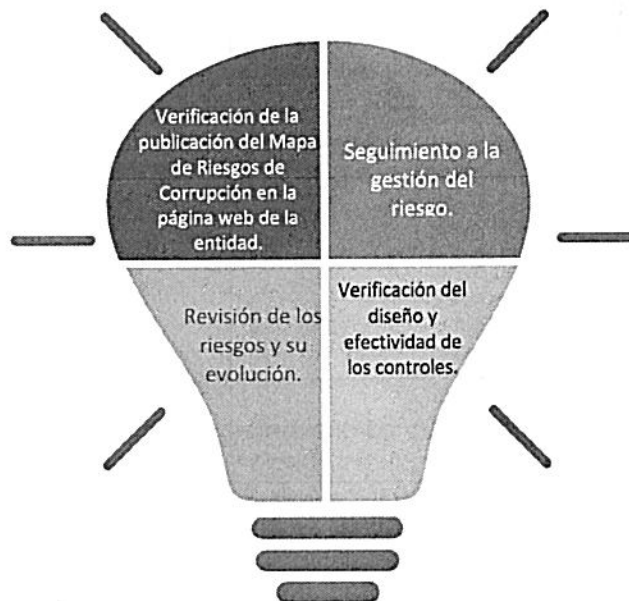 Verificación de la
publicación del Mapa
de Riesgos de
Corrupción en la
página web de la
entidad.
Seguimiento a la
gestión del
riesgo.
Revisión de los
riesgos y su
evolución.
Verificación del
diseño y
efectividad de
los controles.